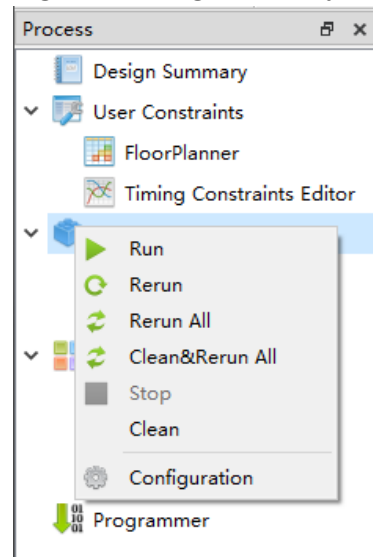 Process
Design Summary
User Constraints
FloorPlanner
Timing Constraints Editor
Run
Rerun
Rerun All
Clean&Rerun All
Stop
Clean
Configuration
Programmer